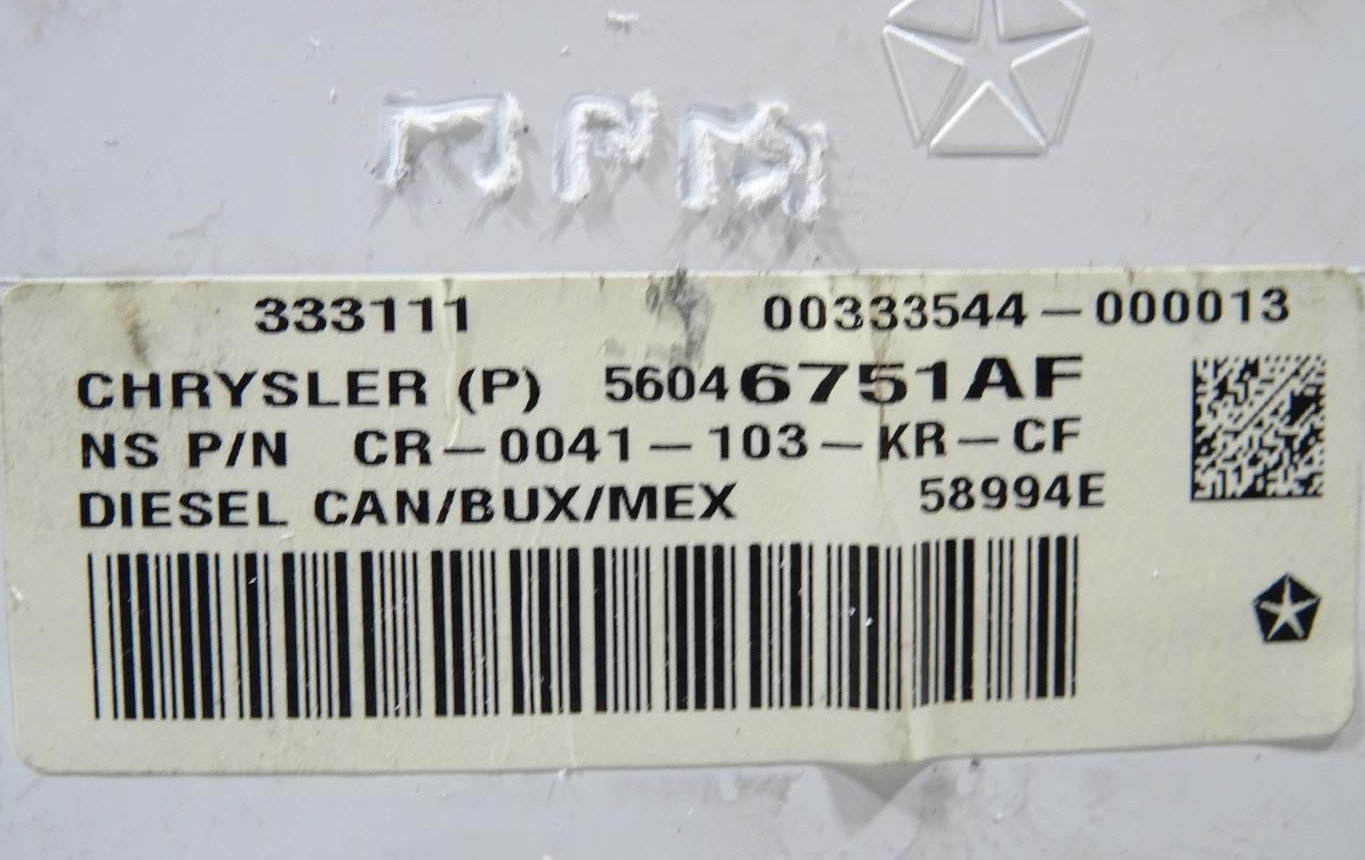 333111 00333544-000013
CHRYSLER (P) 56046751AF
NS P/N CR-0041-103-KR-CF
DIESEL CAN/BUX/MEX 58994E